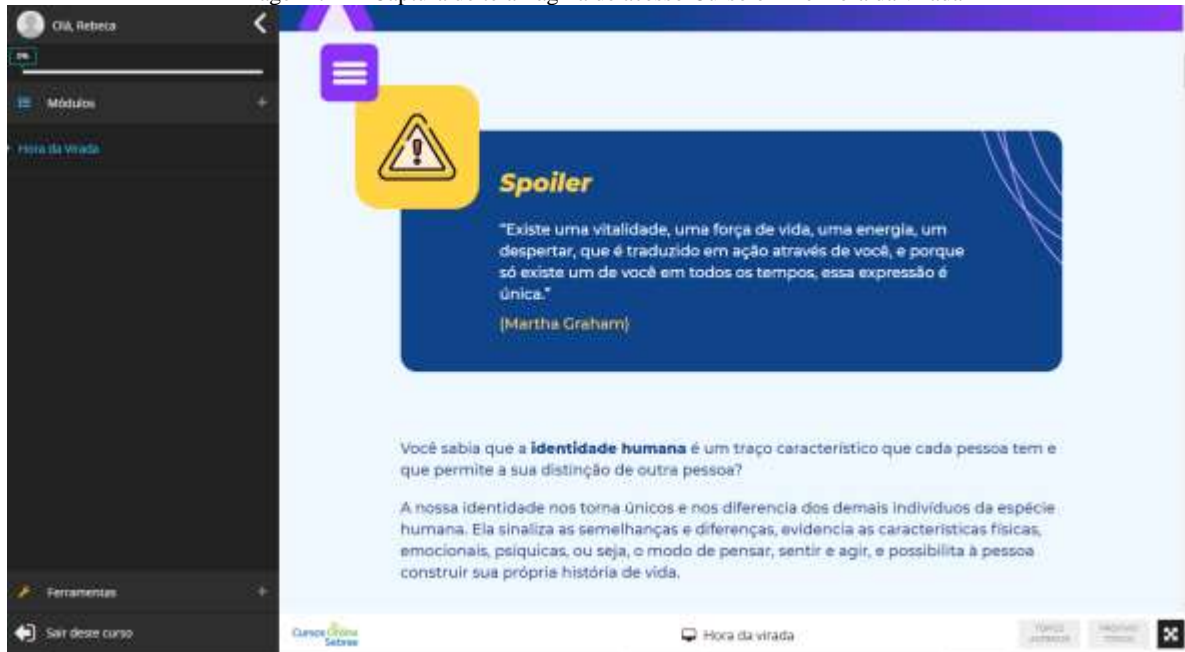 Olá, Rebeca
0%
Módulos
Hora da Virada
Spoiler
"Existe uma vitalidade, uma força de vida, uma energia, um
despertar, que é traduzido em ação através de você, e porque
só existe um de você em todos os tempos, essa expressão é
única."
(Martha Graham)
Você sabia que a identidade humana é um traço característico que cada pessoa tem e
que permite a sua distinção de outra pessoa?
A nossa identidade nos torna únicos e nos diferencia dos demais indivíduos da espécie
humana. Ela sinaliza as semelhanças e diferenças, evidencia as características físicas,
emocionais, psíquicas, ou seja, o modo de pensar, sentir e agir, e possibilita à pessoa
construir sua própria história de vida.
Ferramentas
Sair deste curso
Cursos Online
Sebrae
Hora da virada